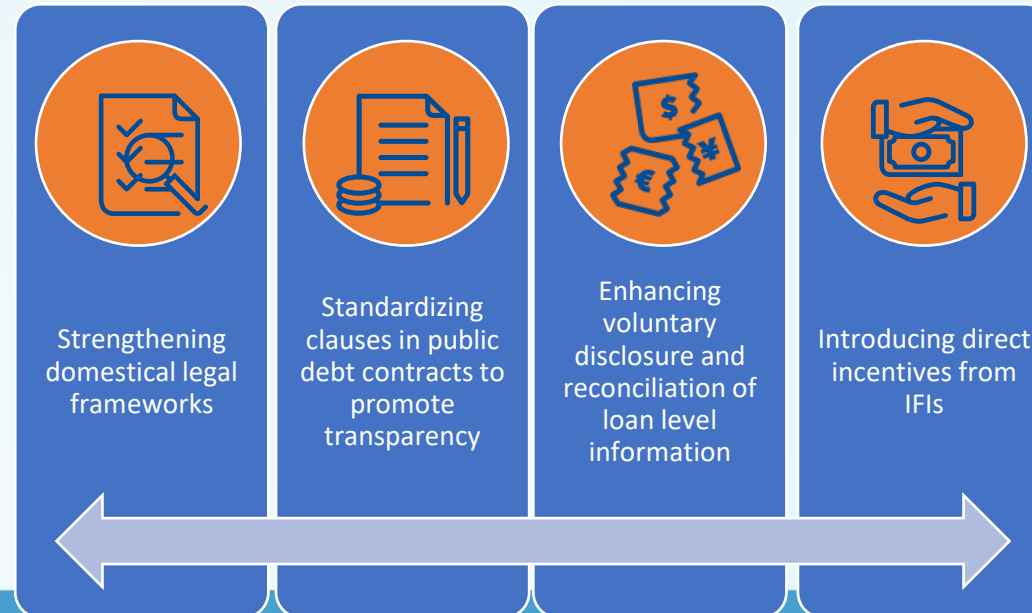 Strengthening
domestical legal
frameworks
Standardizing
clauses in public
debt contracts to
promote
transparency
$
¥
€
Enhancing
voluntary
disclosure and
reconciliation of
loan level
information
Introducing direct
incentives from
IFIs